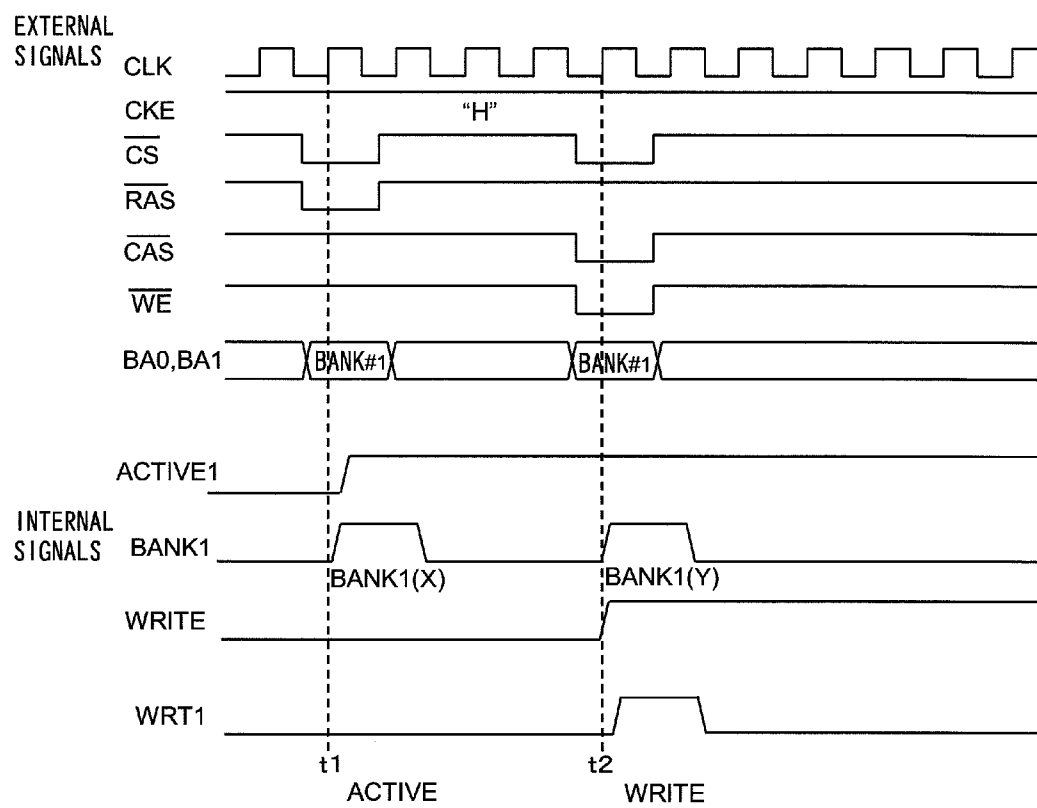 EXTERNAL
SIGNALS
CLK
CKE
"H"
CS
RAS
CAS
WE
BA0,BA1
BANK#1
BANK#1
ACTIVE1
INTERNAL
SIGNALS
BANK1
BANK1(X)
BANK1(Y)
WRITE
WRT1
t1
t2
ACTIVE
WRITE